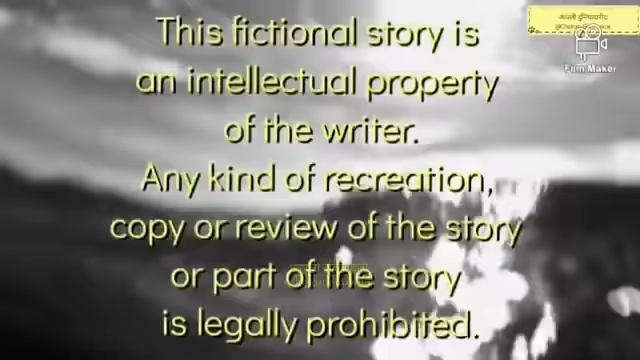 This fictional story is
an intellectual property
of the writer.
Any kind of recreation,
copy or review of the story
or part of the story
is legally prohibited.
Film Maker